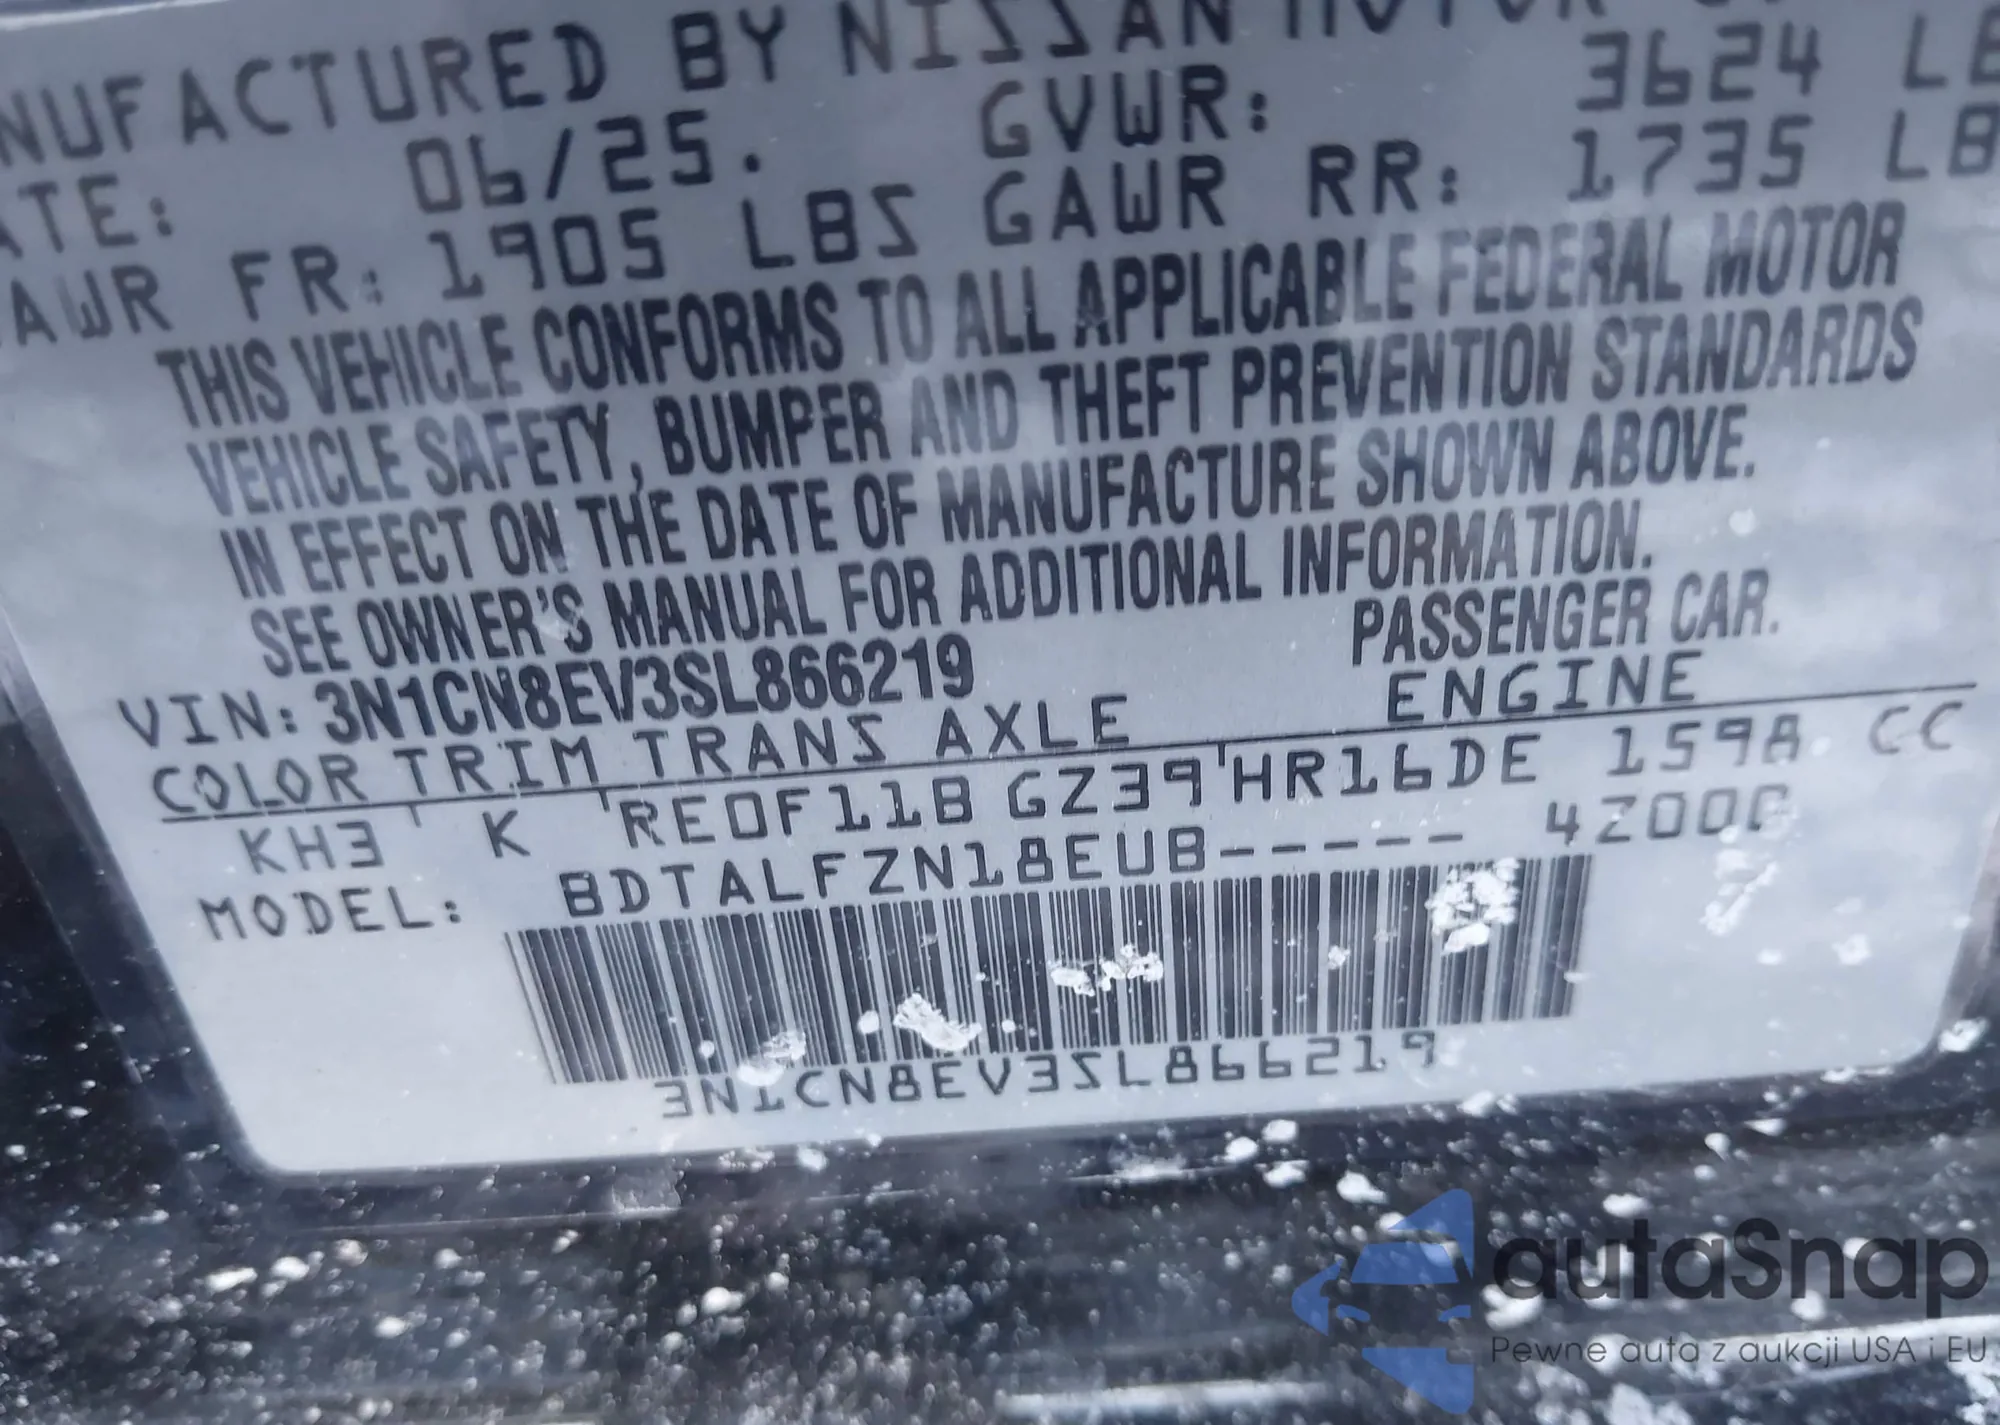 NUFACTURED BY NISSAN MOTOR
ATE: 06/25. GVWR: 3624 LB
AWR FR: 1905 LBS GAWR RR: 1735 LB
THIS VEHICLE CONFORMS TO ALL APPLICABLE FEDERAL MOTOR
VEHICLE SAFETY, BUMPER AND THEFT PREVENTION STANDARDS
IN EFFECT ON THE DATE OF MANUFACTURE SHOWN ABOVE.
SEE OWNER'S MANUAL FOR ADDITIONAL INFORMATION.
VIN: 3N1CN8EV3SL866219 PASSENGER CAR.
COLOR TRIM TRANS AXLE ENGINE
KH3 K RE0F11B GZ39 HR16DE 1598 CC
MODEL: BDTALFZN18EUB----- 4Z000
3N1CN8EV3SL866219
autaSnap
Pewne auta z aukcji USA i EU